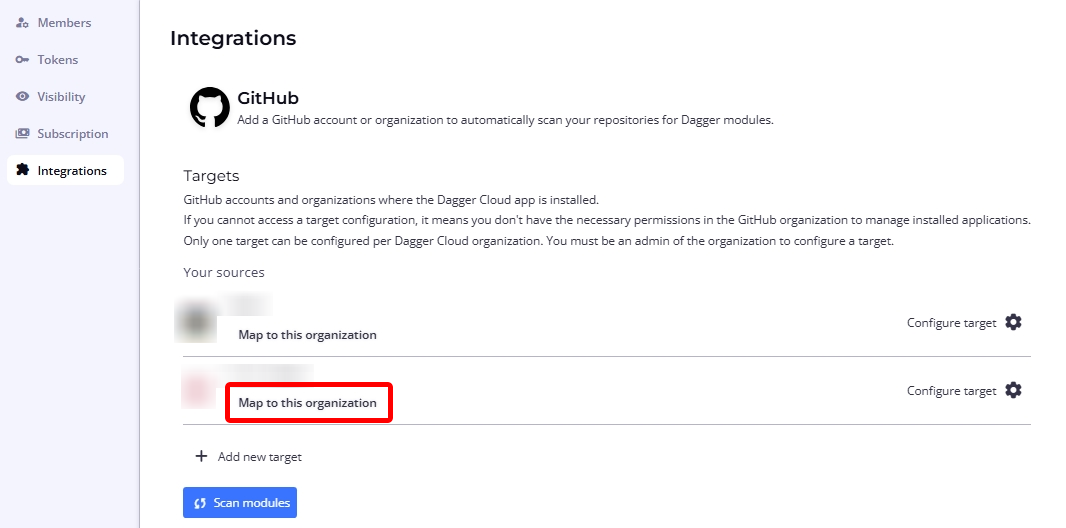 Members
Tokens
Visibility
Subscription
Integrations
Integrations
GitHub
Add a GitHub account or organization to automatically scan your repositories for Dagger modules.
Targets
GitHub accounts and organizations where the Dagger Cloud app is installed.
If you cannot access a target configuration, it means you don't have the necessary permissions in the GitHub organization to manage installed applications.
Only one target can be configured per Dagger Cloud organization. You must be an admin of the organization to configure a target.
Your sources
Map to this organization
Configure target
Map to this organization
Configure target
Add new target
Scan modules